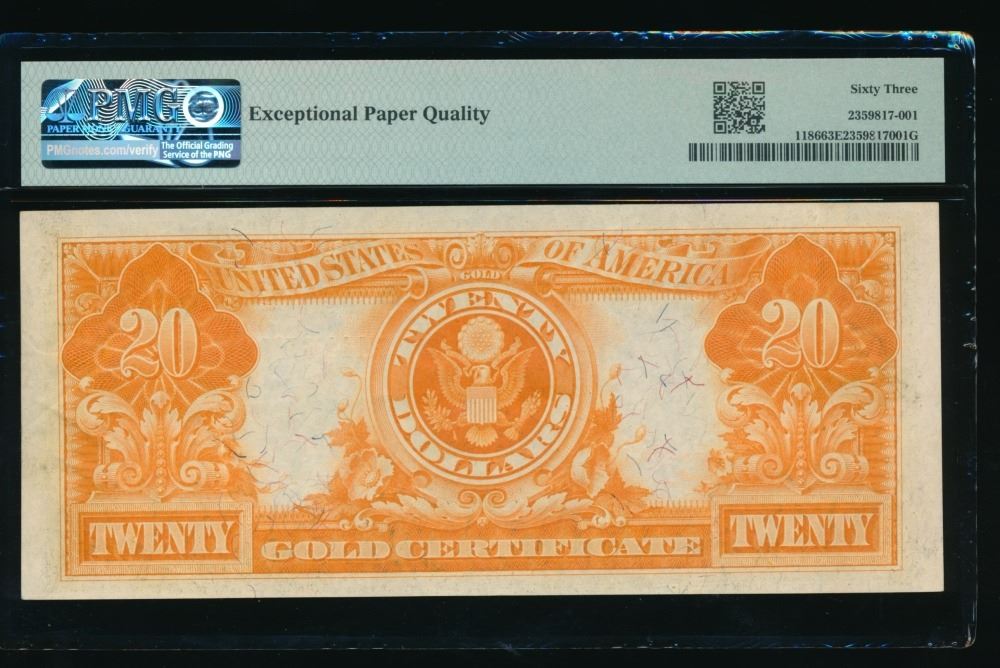 PMG
PAPER MONEY GUARANTY
PMGnotes.com/verify
The Official Grading
Service of the PNG
Exceptional Paper Quality
Sixty Three
2359817-001
118663E2359817001G
UNITED STATES OF AMERICA
GOLD
20
TWENTY
DOLLARS
20
TWENTY
GOLD CERTIFICATE
TWENTY